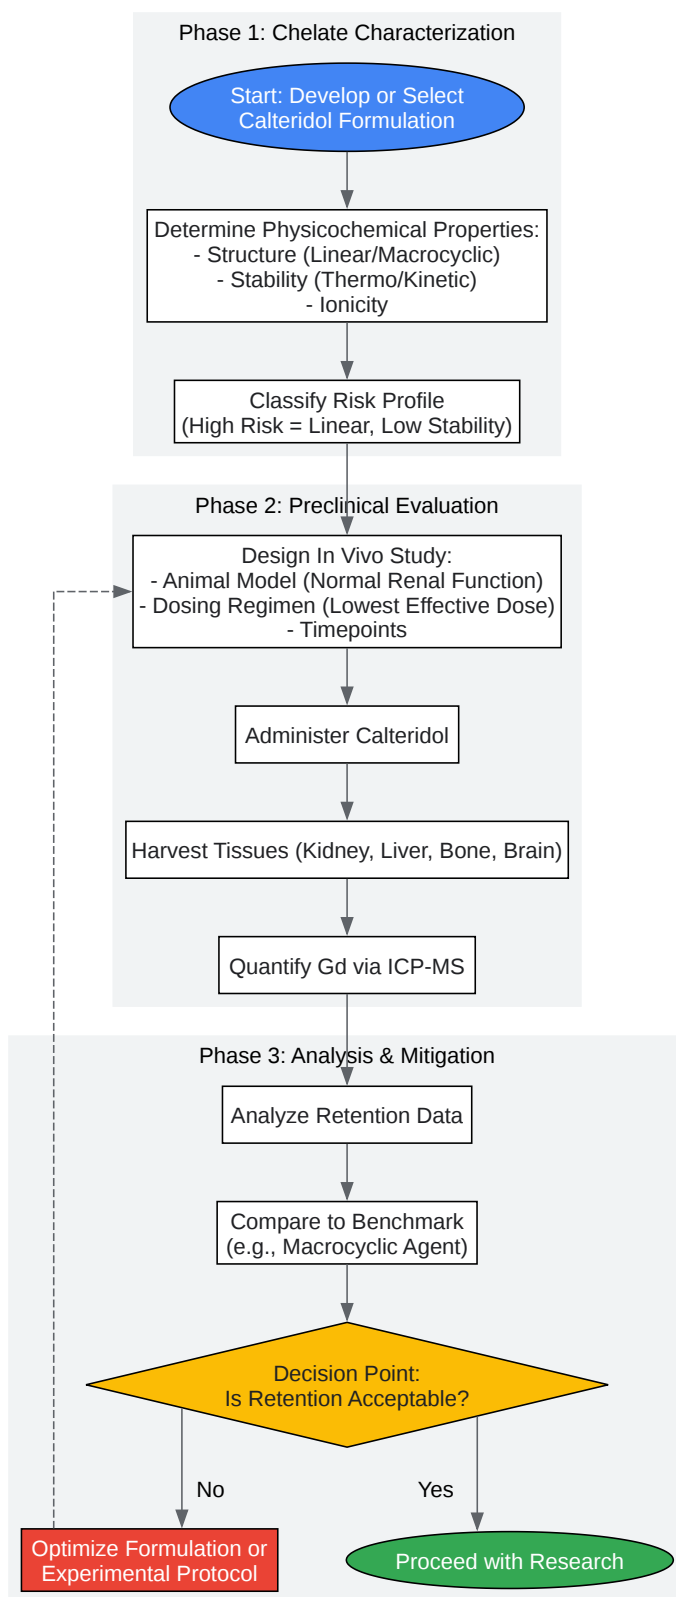 Phase 1: Chelate Characterization
Start: Develop or Select
Calteridol Formulation
Determine Physicochemical Properties:
- Structure (Linear/Macrocyclic)
- Stability (Thermo/Kinetic)
- Ionicity
Classify Risk Profile
(High Risk = Linear, Low Stability)
Phase 2: Preclinical Evaluation
Design In Vivo Study:
- Animal Model (Normal Renal Function)
- Dosing Regimen (Lowest Effective Dose)
- Timepoints
Administer Calteridol
Harvest Tissues (Kidney, Liver, Bone, Brain)
Quantify Gd via ICP-MS
Phase 3: Analysis & Mitigation
Analyze Retention Data
Compare to Benchmark
(e.g., Macrocyclic Agent)
Decision Point:
Is Retention Acceptable?
No
Yes
Optimize Formulation or
Experimental Protocol
Proceed with Research